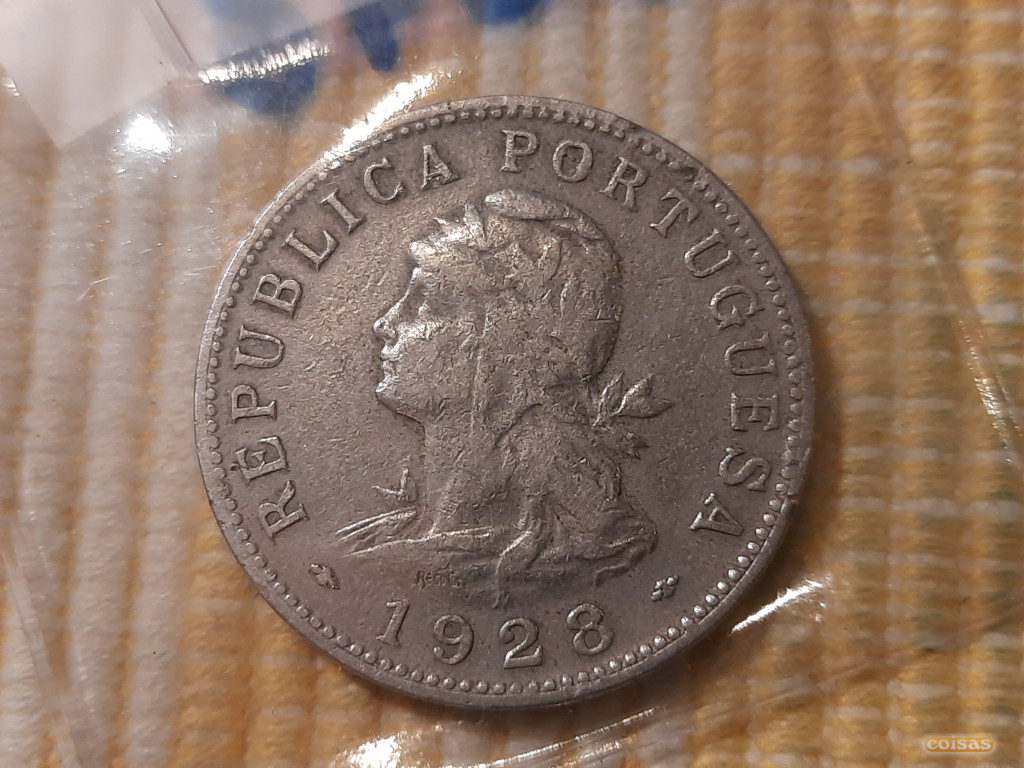 REPUBLICA PORTUGUESA
1928
coisas